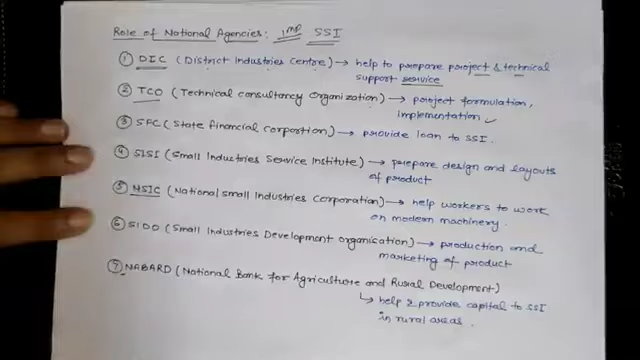 Role of National Agencies: imp SSI
① DIC (District Industries Centre) → help to prepare project & technical
support service
② TCO (Technical consultancy Organization) → project formulation,
implementation ✓
③ SFC (State financial corportion) → provide loan to SSI.
④ SISI (Small Industries Service Institute) → prepare design and layouts
of product
⑤ NSIC (National small Industries Corporation) → help workers to work
on modern machinery.
⑥ SIDO (Small Industries Development organisation) → production and
marketing of product
⑦ NABARD (National Bank for Agriculture and Rural Development)
↳ help & provide capital to SSI
in rural areas.